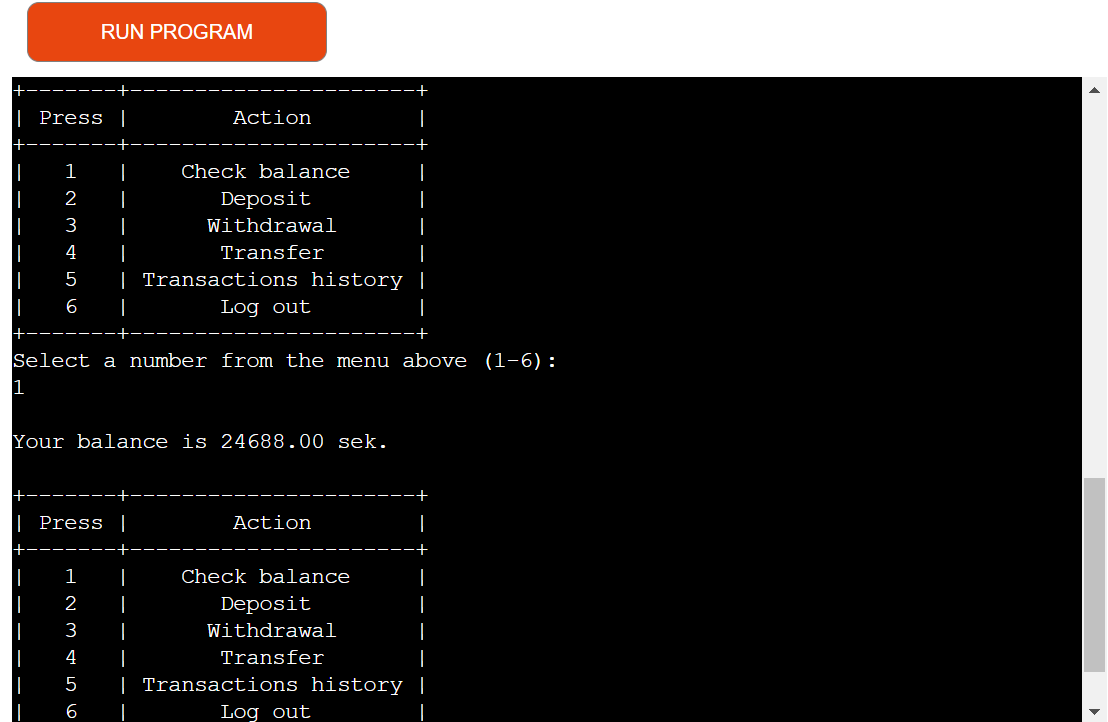 RUN PROGRAM
+-------+----------------------+
| Press |        Action        |
+-------+----------------------+
|   1   |    Check balance     |
|   2   |       Deposit        |
|   3   |      Withdrawal      |
|   4   |       Transfer       |
|   5   | Transactions history |
|   6   |       Log out        |
+-------+----------------------+
Select a number from the menu above (1-6):
1
Your balance is 24688.00 sek.
+-------+----------------------+
| Press |        Action        |
+-------+----------------------+
|   1   |    Check balance     |
|   2   |       Deposit        |
|   3   |      Withdrawal      |
|   4   |       Transfer       |
|   5   | Transactions history |
|   6   |       Log out        |